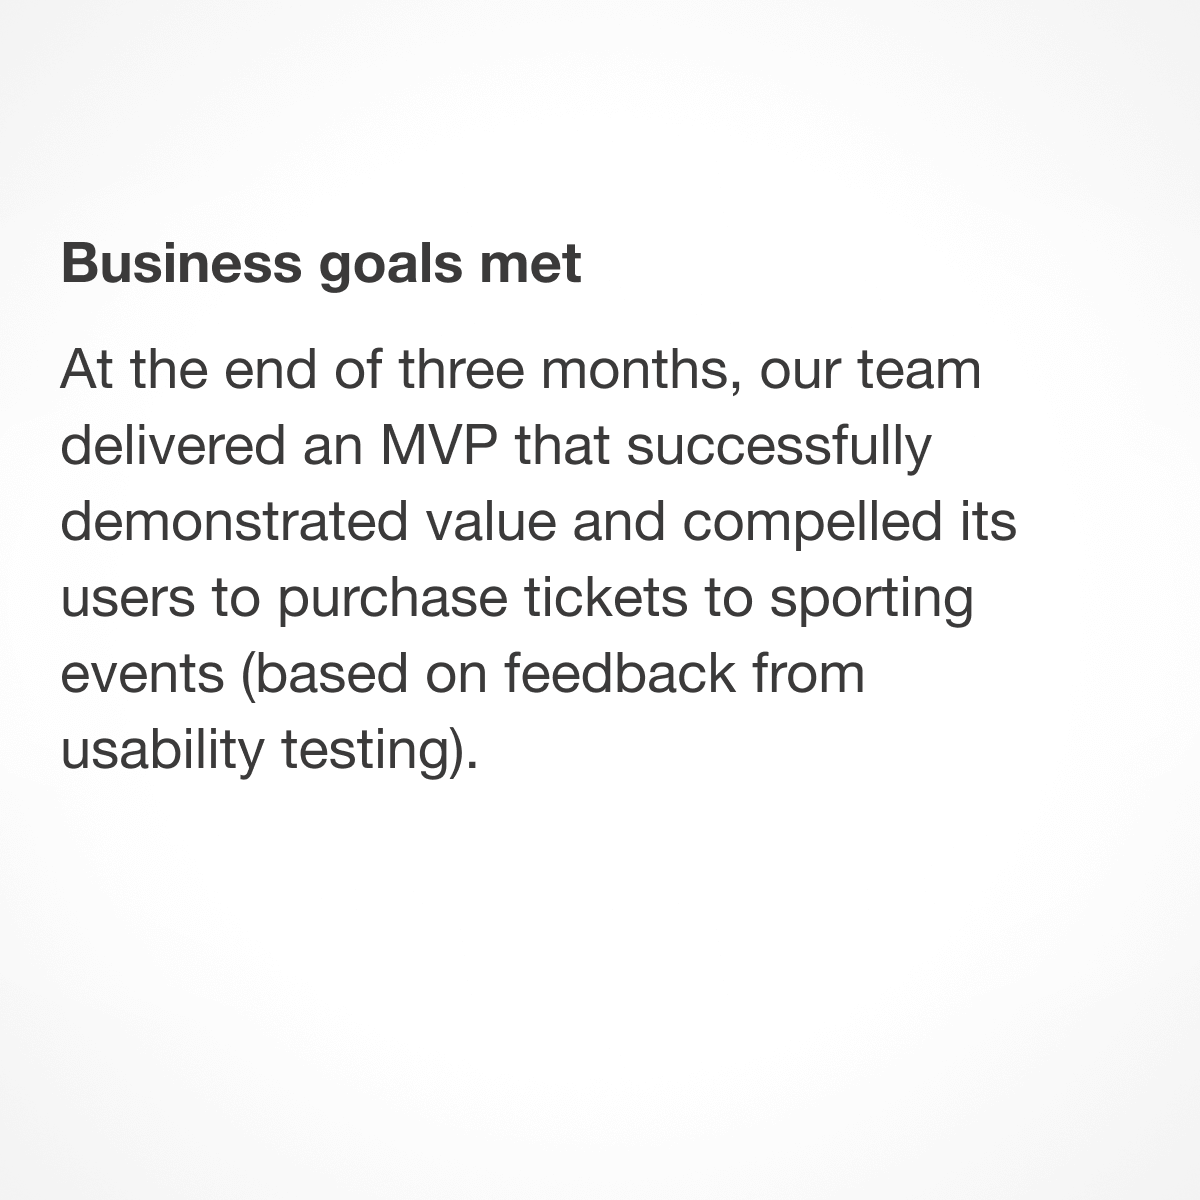 Business goals met
At the end of three months, our team
delivered an MVP that successfully
demonstrated value and compelled its
users to purchase tickets to sporting
events (based on feedback from
usability testing).